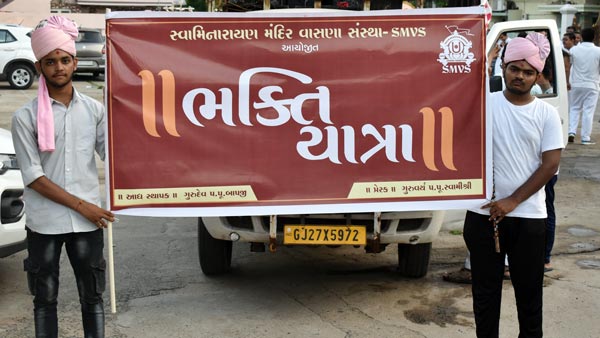 સ્વામિનારાયણ મંદિર વાસણા સંસ્થા- SMVS
આયોજીત
SMVS
॥ ભક્તિ
યાત્રા ॥
॥ આદ્ય સ્થાપક ॥ ગુરુદેવ પ.પૂ.બાપજી
॥ પ્રેરક ॥ ગુરુવર્ય પ.પૂ.સ્વામીશ્રી
GJ27X5972